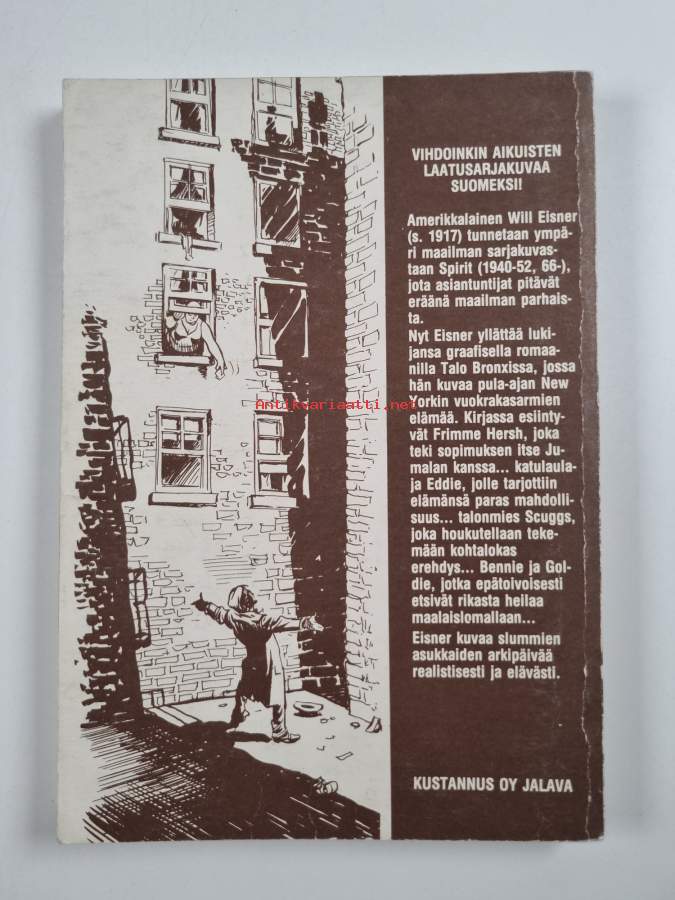 VIHDOINKIN AIKUISTEN
LAATUSARJAKUVAA
SUOMEKSI!
Amerikkalainen Will Eisner
(s. 1917) tunnetaan ympä-
ri maailman sarjakuvas-
taan Spirit (1940-52, 66-),
jota asiantuntijat pitävät
eräänä maailman parhais-
ta.
Nyt Eisner yllättää luki-
jansa graafisella romaa-
nilla Talo Bronxissa, jossa
hän kuvaa pula-ajan New
Yorkin vuokrakasarmien
elämää. Kirjassa esiinty-
vät Frimme Hersh, joka
teki sopimuksen itse Ju-
malan kanssa... katulaula-
ja Eddie, jolle tarjottiin
elämänsä paras mahdolli-
suus... talonmies Scuggs,
joka houkutellaan teke-
mään kohtalokas
erehdys... Bennie ja Gol-
die, jotka epätoivoisesti
etsivät rikasta heilaa
maalaislomallaan...
Eisner kuvaa slummien
asukkaiden arkipäivää
realistisesti ja elävästi.
KUSTANNUS OY JALAVA
Antikvariaatti.net